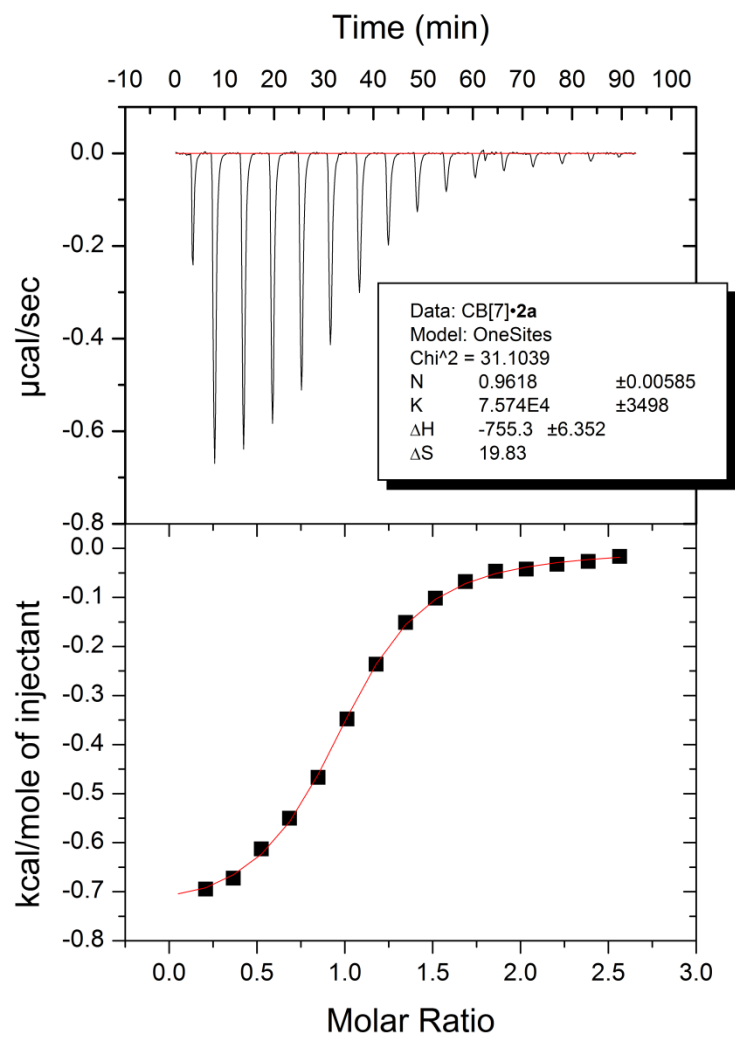 Time (min)
-10 0 10 20 30 40 50 60 70 80 90 100
0.0
-0.2
-0.4
-0.6
-0.8
µcal/sec
Data: CB[7]•2a
Model: OneSites
Chi^2 = 31.1039
N 0.9618 ±0.00585
K 7.574E4 ±3498
ΔH -755.3 ±6.352
ΔS 19.83
0.0
-0.1
-0.2
-0.3
-0.4
-0.5
-0.6
-0.7
-0.8
kcal/mole of injectant
0.0 0.5 1.0 1.5 2.0 2.5 3.0
Molar Ratio